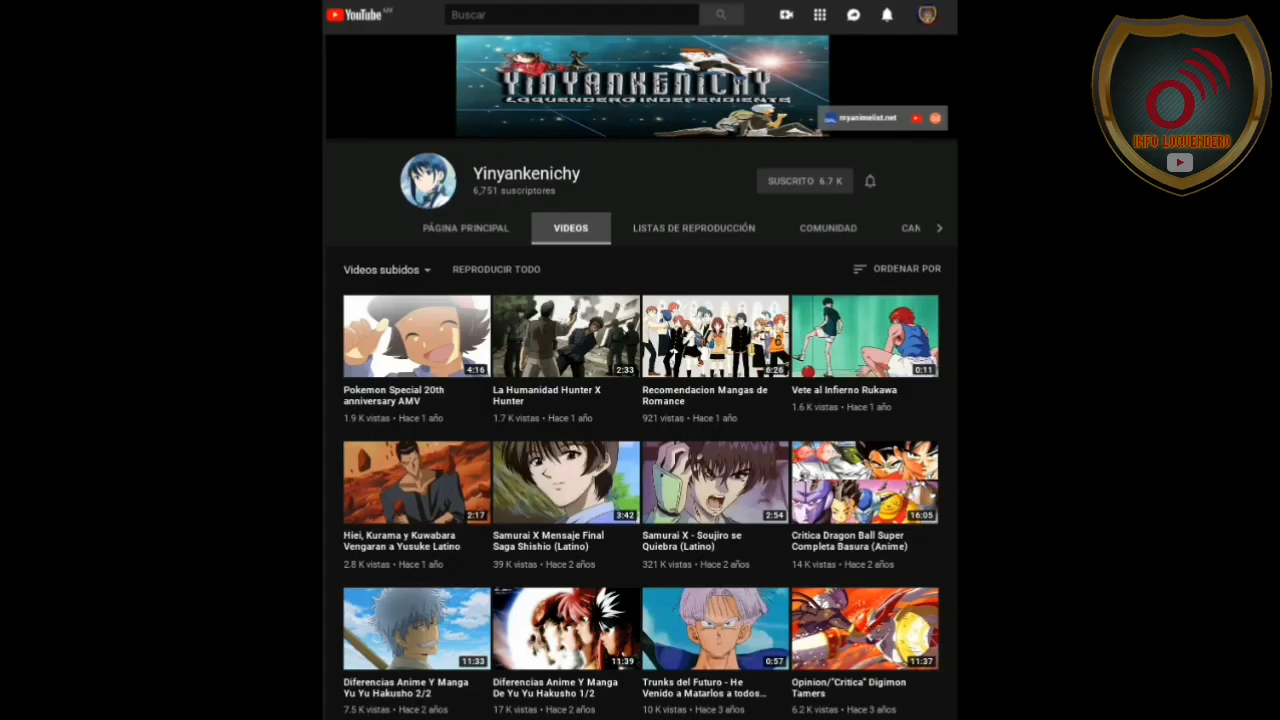 YouTube MX
Buscar
YINYANKENICHY
LOQUENDERO INDEPENDIENTE
myanimelist.net
INFO LOQUENDERO
Yinyankenichy
6,751 suscriptores
SUSCRITO 6.7 K
PÁGINA PRINCIPAL
VIDEOS
LISTAS DE REPRODUCCIÓN
COMUNIDAD
CAN
Videos subidos
REPRODUCIR TODO
ORDENAR POR
4:16
2:33
6:26
0:11
Pokemon Special 20th
anniversary AMV
1.9 K vistas • Hace 1 año
La Humanidad Hunter X
Hunter
1.7 K vistas • Hace 1 año
Recomendacion Mangas de
Romance
921 vistas • Hace 1 año
Vete al Infierno Rukawa
1.6 K vistas • Hace 1 año
2:17
3:42
2:54
16:05
Hiei, Kurama y Kuwabara
Vengaran a Yusuke Latino
2.8 K vistas • Hace 1 año
Samurai X Mensaje Final
Saga Shishio (Latino)
39 K vistas • Hace 2 años
Samurai X - Soujiro se
Quiebra (Latino)
321 K vistas • Hace 2 años
Critica Dragon Ball Super
Completa Basura (Anime)
14 K vistas • Hace 2 años
11:33
11:39
0:57
11:37
Diferencias Anime Y Manga
Yu Yu Hakusho 2/2
7.5 K vistas • Hace 2 años
Diferencias Anime Y Manga
De Yu Yu Hakusho 1/2
17 K vistas • Hace 2 años
Trunks del Futuro - He
Venido a Matarlos a todos...
10 K vistas • Hace 3 años
Opinion/"Critica" Digimon
Tamers
6.2 K vistas • Hace 3 años